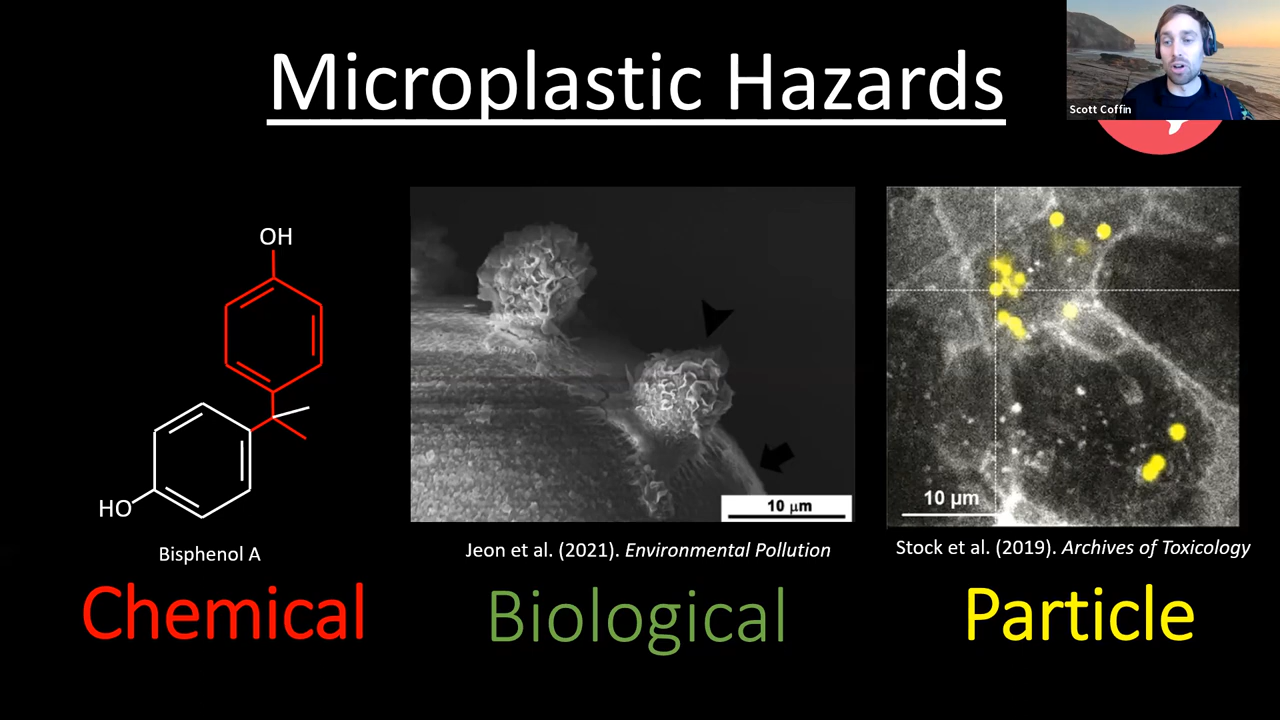 Microplastic Hazards
Scott Coffin
OH
HO
Bisphenol A
Chemical
10 μm
Jeon et al. (2021). Environmental Pollution
Biological
10 μm
Stock et al. (2019). Archives of Toxicology
Particle